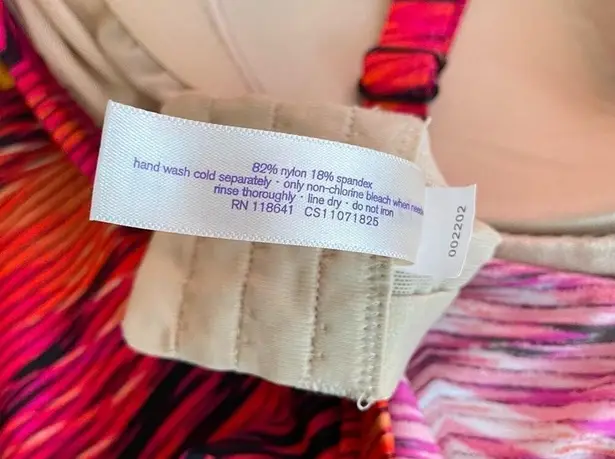 82% nylon 18% spandex
hand wash cold separately · only non-chlorine bleach when neede
rinse thoroughly · line dry · do not iron
RN 118641 CS11071825
002202